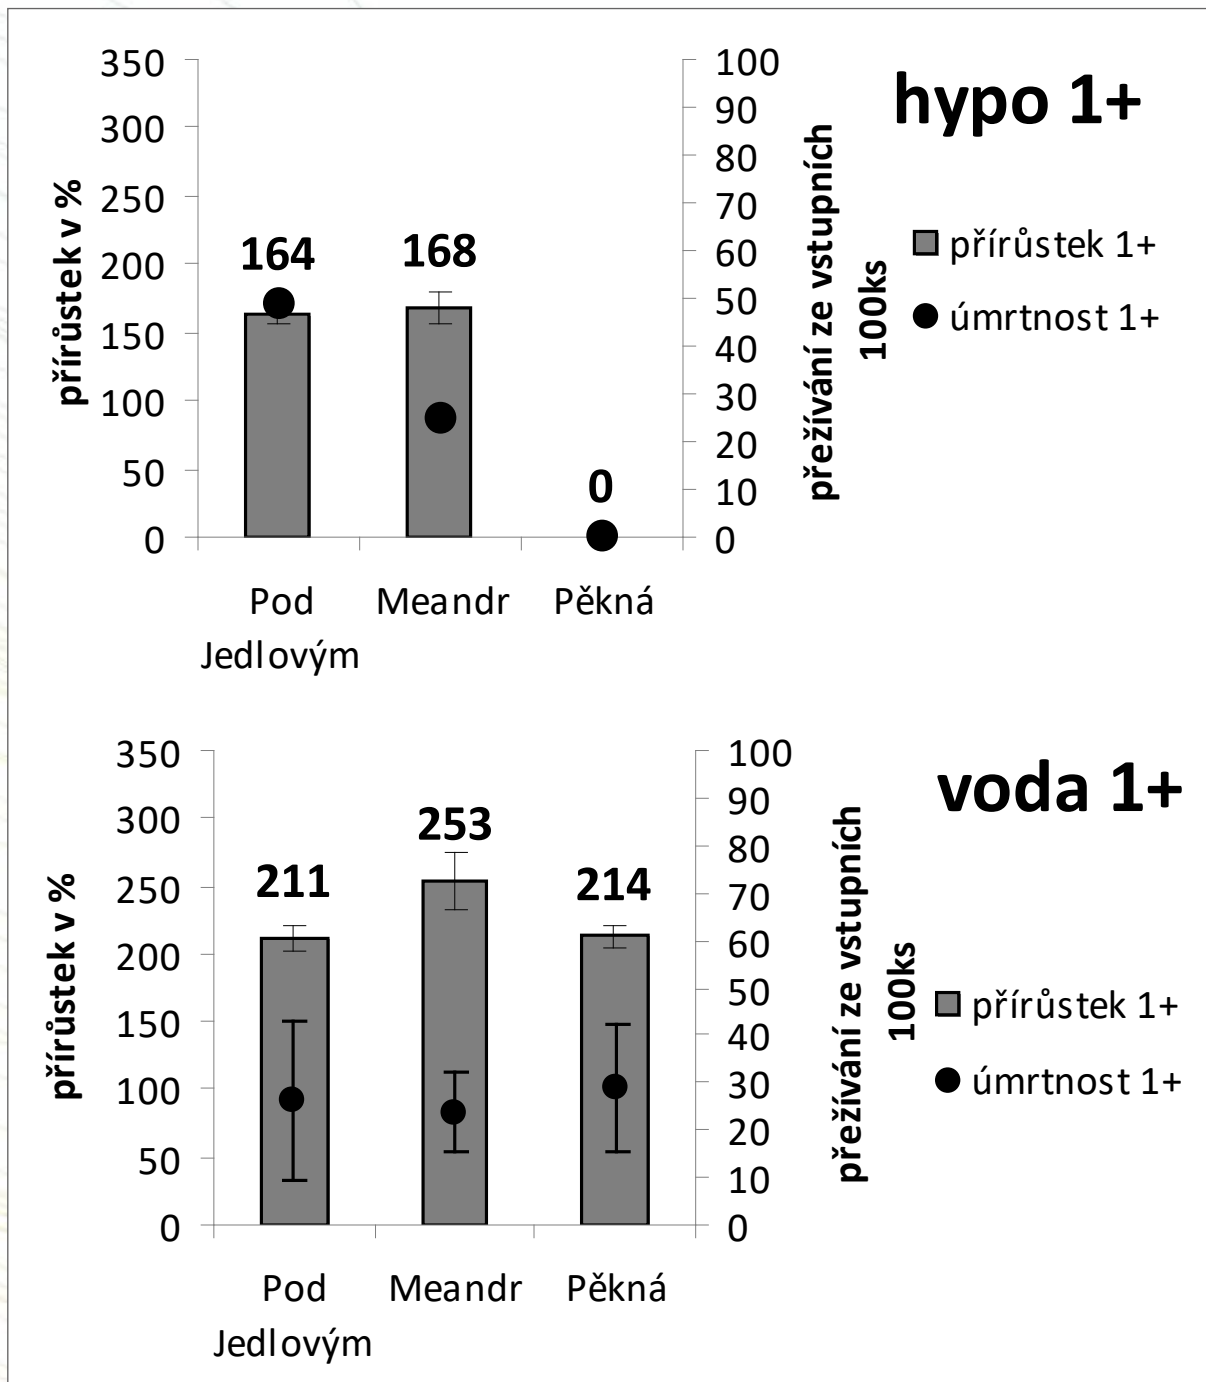 hypo 1+
přírůstek v %
350
300
250
200
150
100
50
0
164
168
0
100
90
80
70
60
50
40
30
20
10
0
přežívání ze vstupních
100ks
přírůstek 1+
úmrtnost 1+
Pod
Jedlovým
Meandr
Pěkná
voda 1+
přírůstek v %
350
300
250
200
150
100
50
0
211
253
214
100
90
80
70
60
50
40
30
20
10
0
přežívání ze vstupních
100ks
přírůstek 1+
úmrtnost 1+
Pod
Jedlovým
Meandr
Pěkná